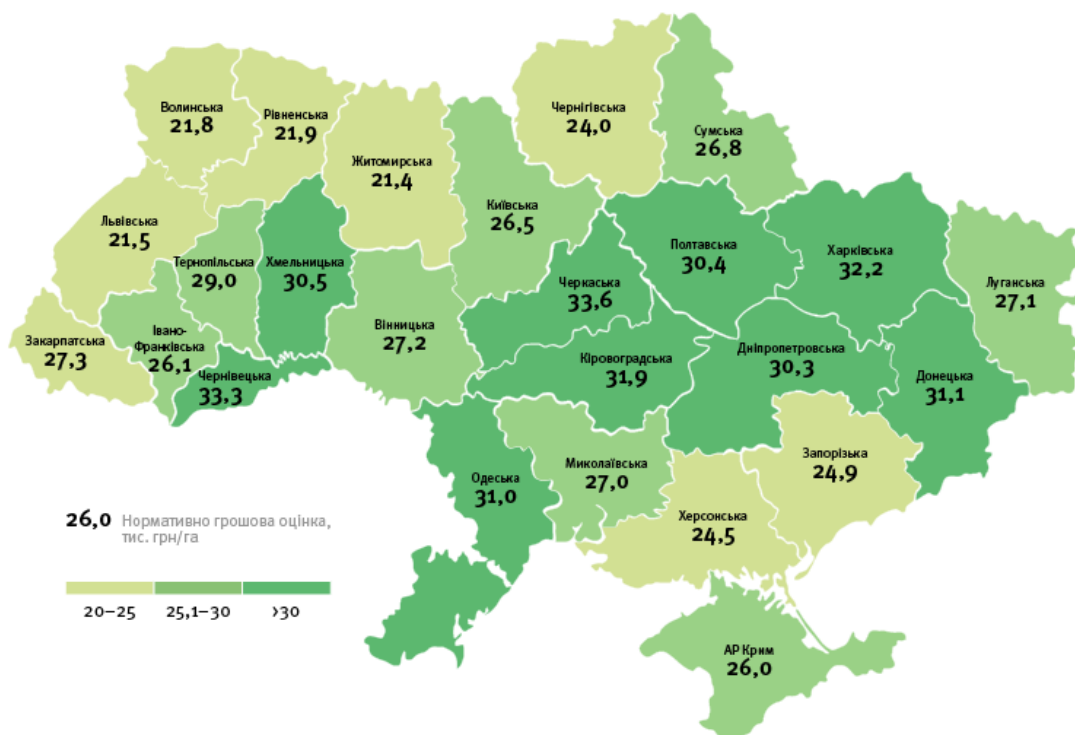 Волинська
21,8
Рівненська
21,9
Житомирська
21,4
Чернігівська
24,0
Сумська
26,8
Київська
26,5
Львівська
21,5
Тернопільська
29,0
Хмельницька
30,5
Полтавська
30,4
Харківська
32,2
Черкаська
33,6
Луганська
27,1
Закарпатська
27,3
Івано-
Франківська
26,1
Чернівецька
33,3
Вінницька
27,2
Кіровоградська
31,9
Дніпропетровська
30,3
Донецька
31,1
Одеська
31,0
Миколаївська
27,0
Запорізька
24,9
Херсонська
24,5
АР Крим
26,0
26,0 Нормативно грошова оцінка,
тис. грн/га
20–25 25,1–30 >30